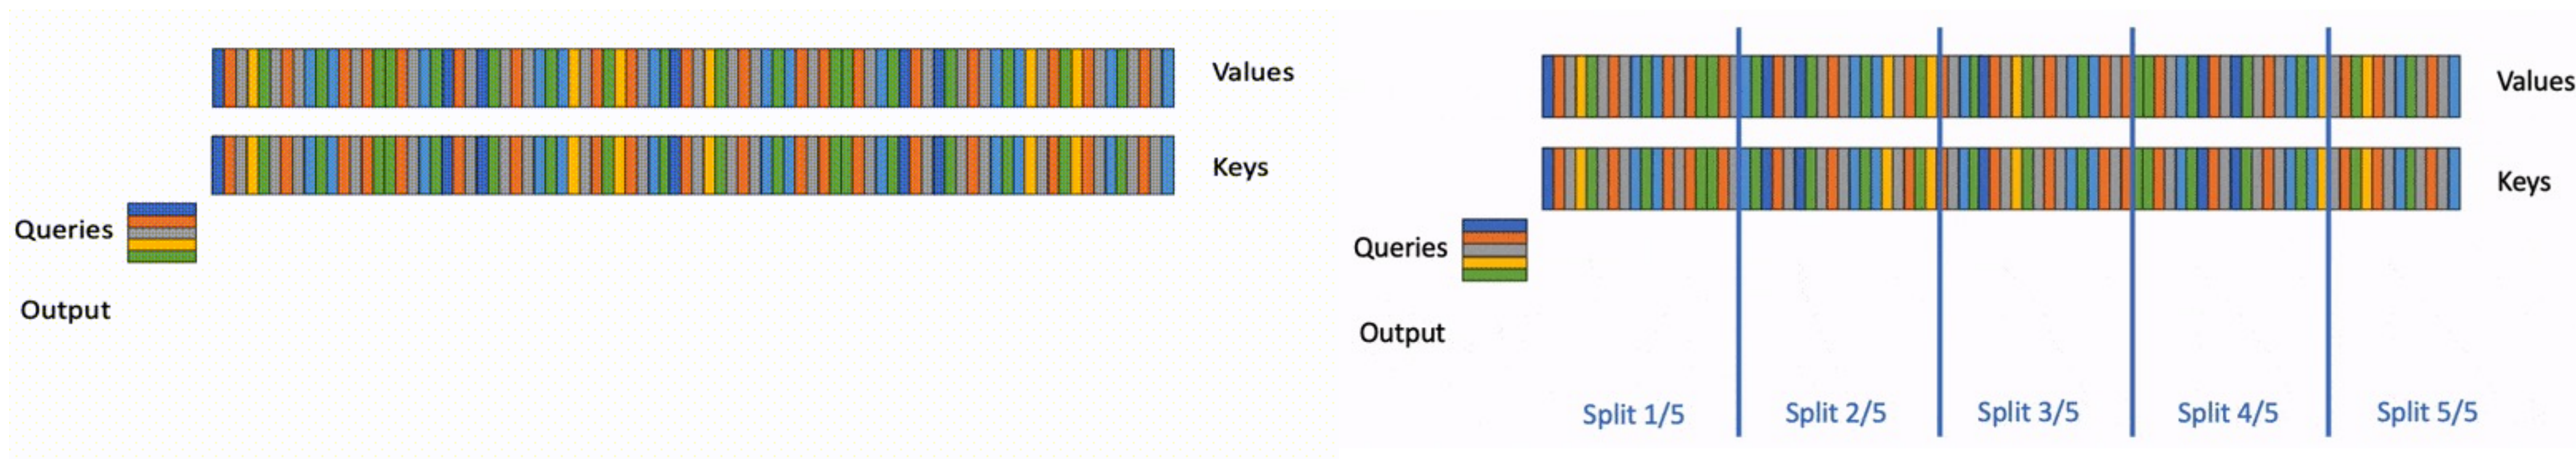 Values
Keys
Queries
Output
Values
Keys
Queries
Output
Split 1/5
Split 2/5
Split 3/5
Split 4/5
Split 5/5